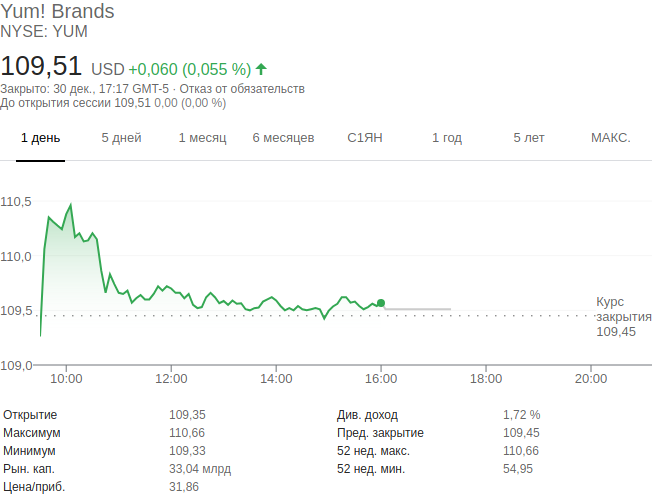 Yum! Brands
NYSE: YUM
109,51 USD +0,060 (0,055 %)
Закрыто: 30 дек., 17:17 GMT-5 · Отказ от обязательств
До открытия сессии 109,51 0,00 (0,00 %)
1 день 5 дней 1 месяц 6 месяцев С1ЯН 1 год 5 лет МАКС.
110,5
110,0
109,5
109,0
Курс
закрытия
109,45
10:00 12:00 14:00 16:00 18:00 20:00
Открытие 109,35 Див. доход 1,72 %
Максимум 110,66 Пред. закрытие 109,45
Минимум 109,33 52 нед. макс. 110,66
Рын. кап. 33,04 млрд 52 нед. мин. 54,95
Цена/приб. 31,86